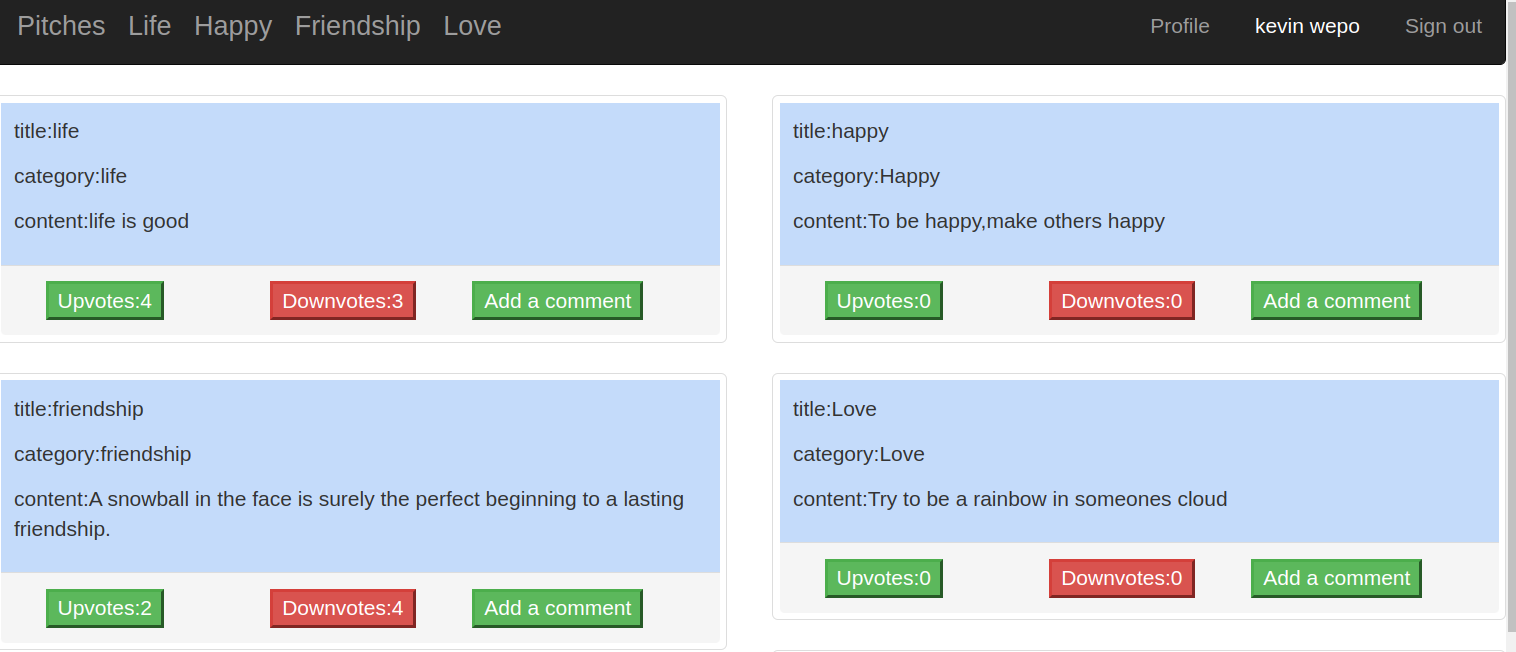 Pitches Life Happy Friendship Love Profile kevin wepo Sign out
title:life
category:life
content:life is good
Upvotes:4 Downvotes:3 Add a comment
title:happy
category:Happy
content:To be happy,make others happy
Upvotes:0 Downvotes:0 Add a comment
title:friendship
category:friendship
content:A snowball in the face is surely the perfect beginning to a lasting
friendship.
Upvotes:2 Downvotes:4 Add a comment
title:Love
category:Love
content:Try to be a rainbow in someones cloud
Upvotes:0 Downvotes:0 Add a comment